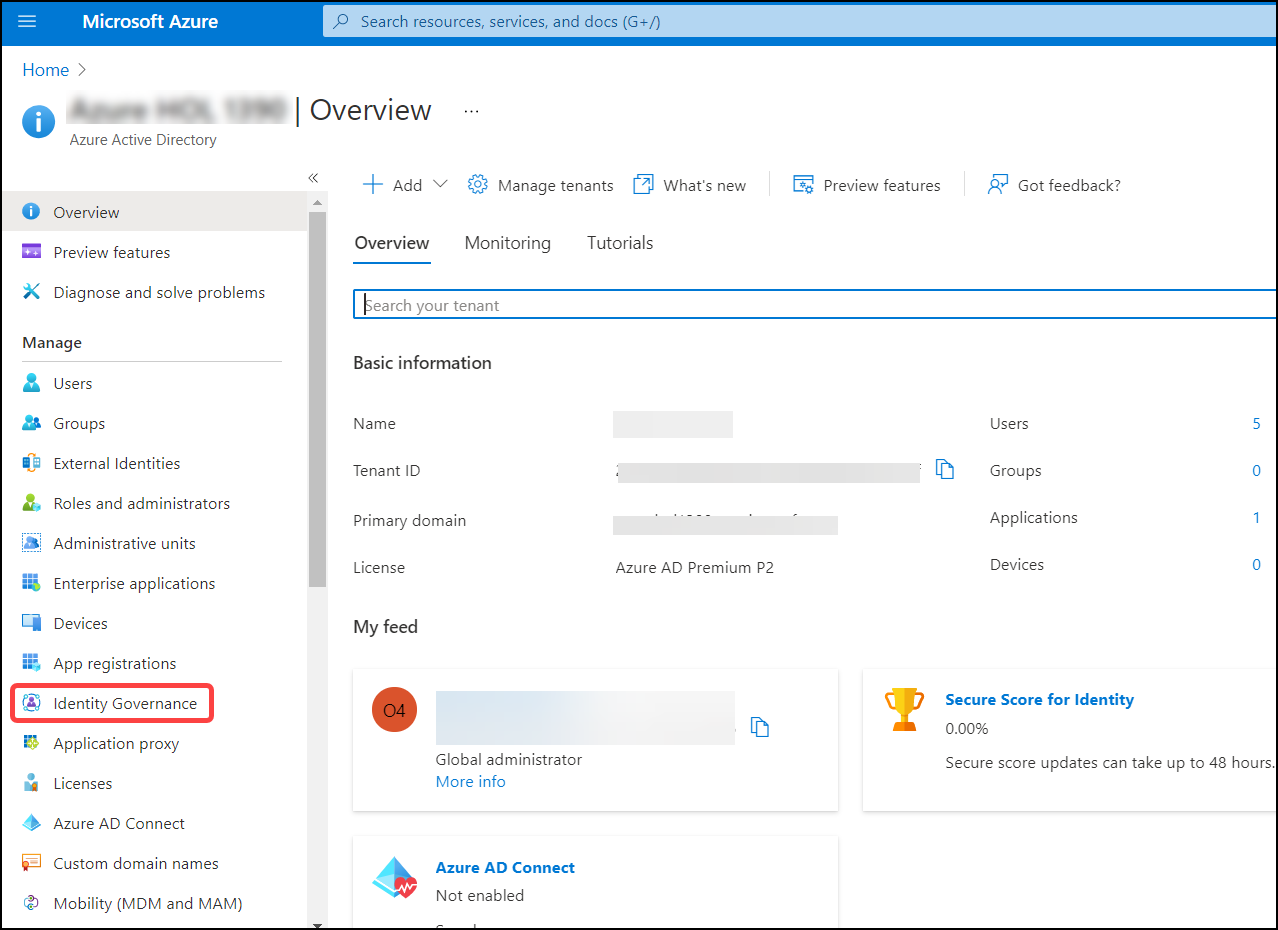 Microsoft Azure
Search resources, services, and docs (G+/)
Home
| Overview ...
Azure Active Directory
Overview
Preview features
Diagnose and solve problems
Manage
Users
Groups
External Identities
Roles and administrators
Administrative units
Enterprise applications
Devices
App registrations
Identity Governance
Application proxy
Licenses
Azure AD Connect
Custom domain names
Mobility (MDM and MAM)
Add
Manage tenants
What's new
Preview features
Got feedback?
Overview
Monitoring
Tutorials
Search your tenant
Basic information
Name
Tenant ID
Primary domain
License Azure AD Premium P2
Users 5
Groups 0
Applications 1
Devices 0
My feed
O4
Global administrator
More info
Secure Score for Identity
0.00%
Secure score updates can take up to 48 hours.
Azure AD Connect
Not enabled